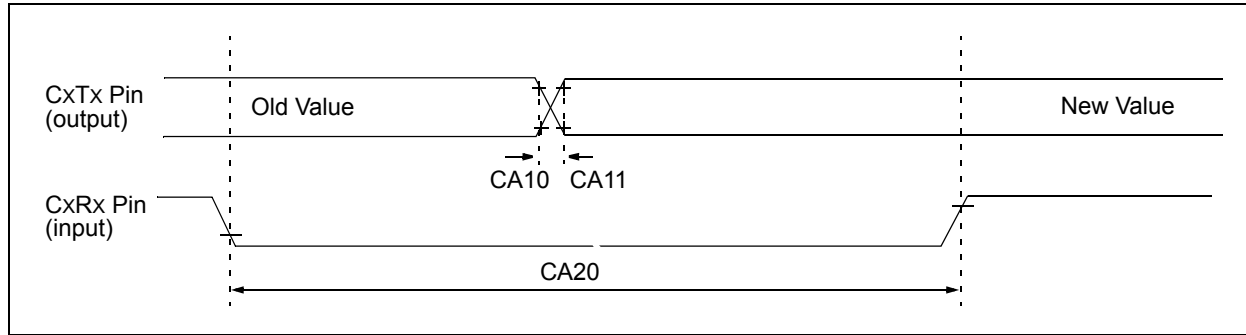 CxTx Pin
(output)
Old Value
New Value
CA10 CA11
CxRx Pin
(input)
CA20